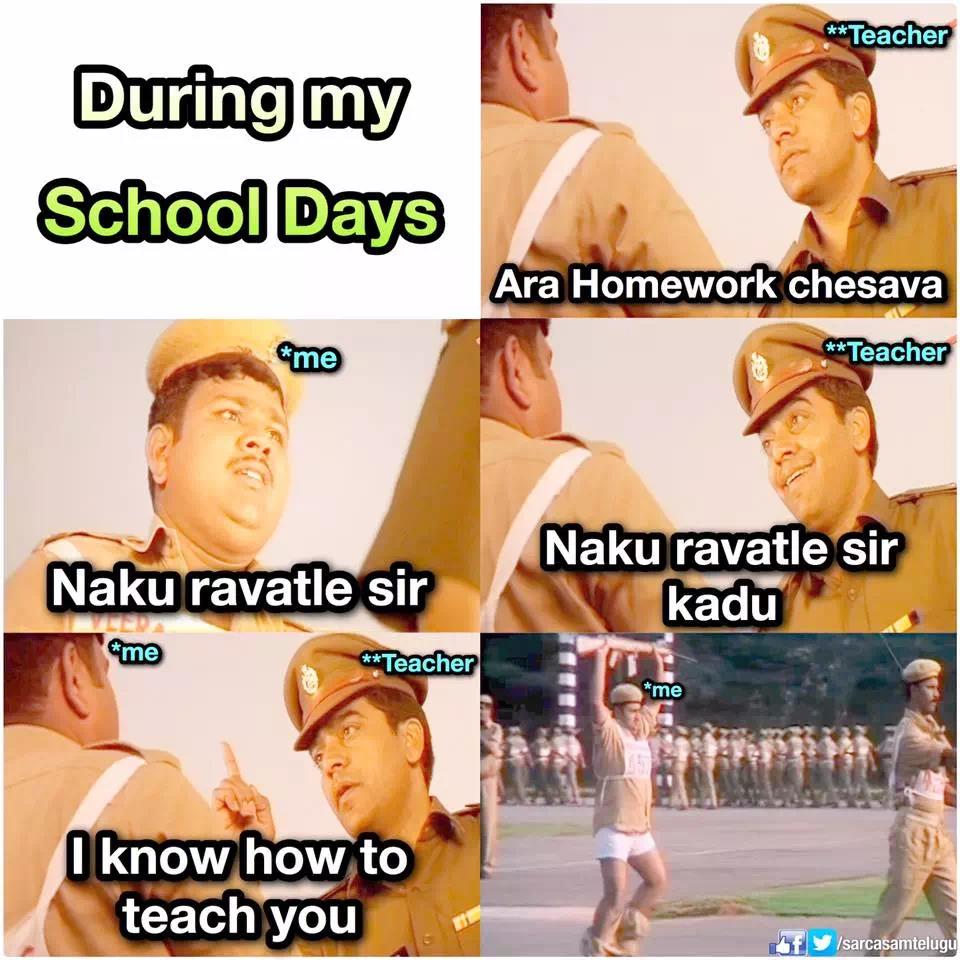 During my
School Days
**Teacher
Ara Homework chesava
*me
Naku ravatle sir
**Teacher
Naku ravatle sir
kadu
*me
**Teacher
I know how to
teach you
*me
/sarcasamtelugu